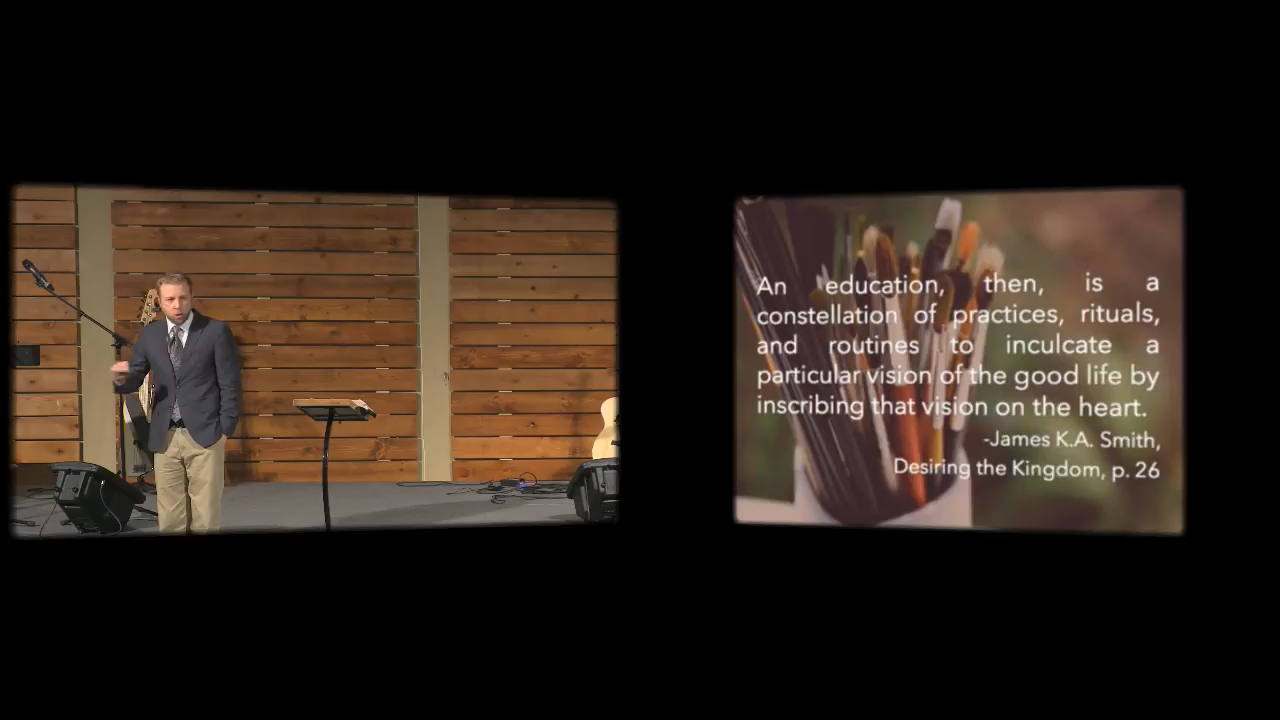 An education, then, is a
constellation of practices, rituals,
and routines to inculcate a
particular vision of the good life by
inscribing that vision on the heart.
-James K.A. Smith,
Desiring the Kingdom, p. 26